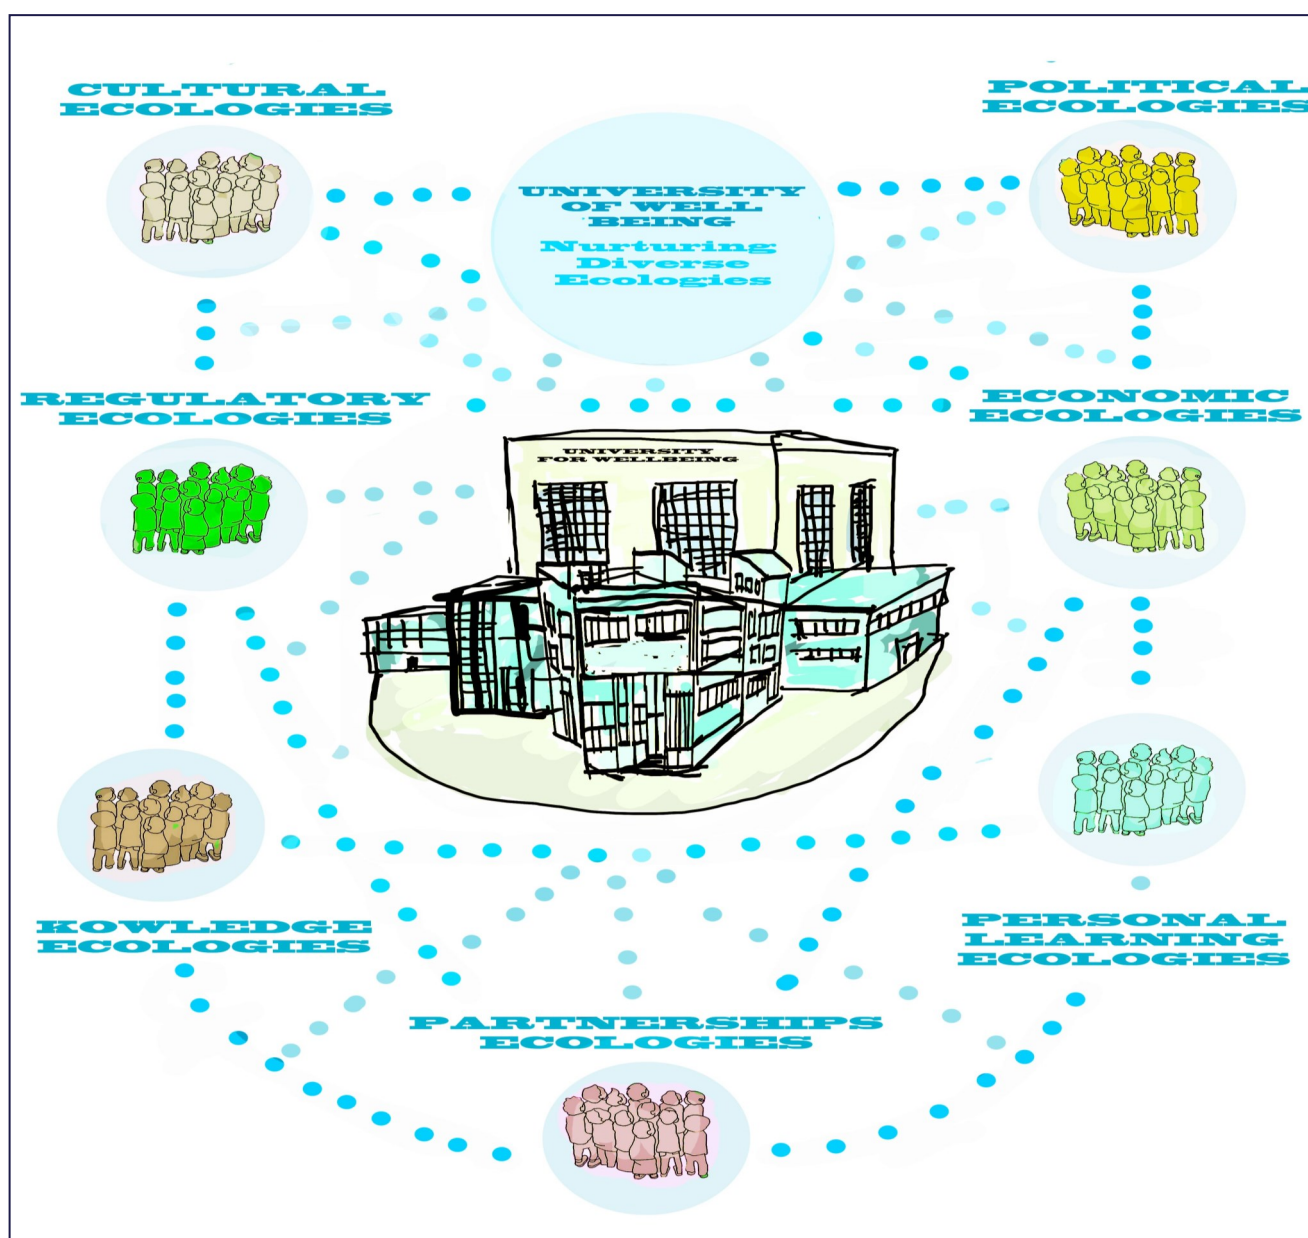 CULTURAL
ECOLOGIES
POLITICAL
ECOLOGIES
UNIVERSITY
OF WELL
BEING
Nurturing
Diverse
Ecologies
REGULATORY
ECOLOGIES
ECONOMIC
ECOLOGIES
UNIVERSITY
FOR WELLBEING
KOWLEDGE
ECOLOGIES
PERSONAL
LEARNING
ECOLOGIES
PARTNERSHIPS
ECOLOGIES